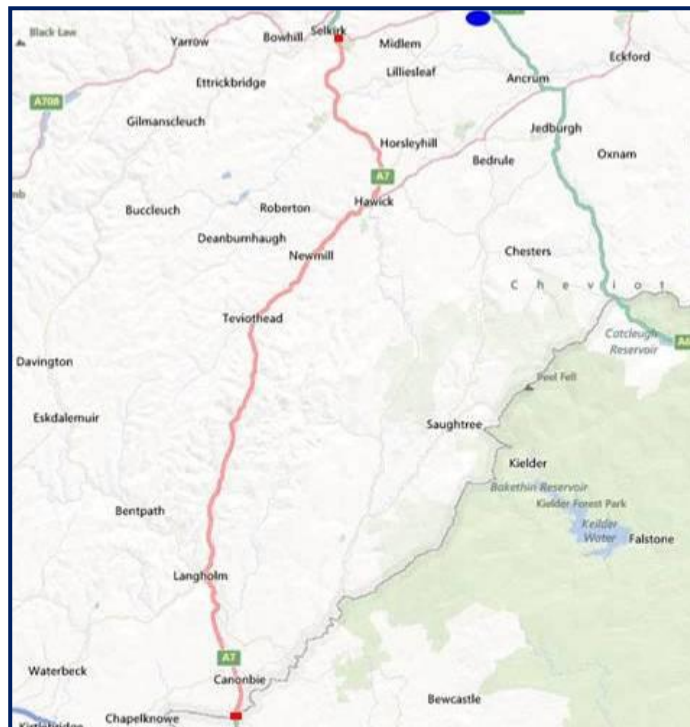 Black Law
Yarrow
Bowhill
Selkirk
Midlem
Eckford
Lilliesleaf
Ettrickbridge
Ancrum
A708
Gilmanscleuch
Jedburgh
Horsleyhill
Oxnam
Bedrule
A7
Hawick
Buccleuch
Roberton
Deanburnhaugh
Newmill
Chesters
Cheviot
Teviothead
Catcleugh
Reservoir
Davington
Peel Fell
Eskdalemuir
Saughtree
Kielder
Bakethin Reservoir
Kielder Forest Park
Bentpath
Keilder
Water
Falstone
Langholm
A7
Waterbeck
Canonbie
Bewcastle
Chapelknowe